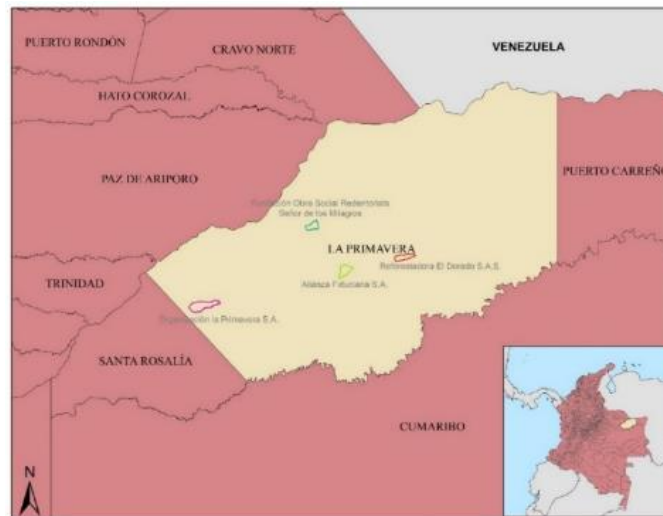 PUERTO RONDÓN
CRAVO NORTE
VENEZUELA
HATO COROZAL
PAZ DE ARIPORO
PUERTO CARREÑO
Fundación Obra Social Redentorista
Señor de los Milagros
LA PRIMAVERA
Reforestadora El Dorado S.A.S.
TRINIDAD
Alianza Fiduciaria S.A.
Organización la Primavera S.A.
SANTA ROSALÍA
CUMARIBO
N